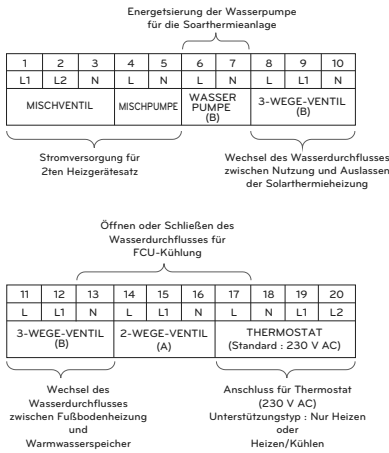 Energetsierung der Wasserpumpe
für die Soarthermieanlage
1 2 3 4 5 6 7 8 9 10
L1 L2 N L N L N L L1 N
MISCHVENTIL MISCHPUMPE WASSER PUMPE (B) 3-WEGE-VENTIL (B)
Stromversorgung für
2ten Heizgerätesatz
Wechsel des Wasserdurchflusses
zwischen Nutzung und Auslassen
der Solarthermieheizung
Öffnen oder Schließen des
Wasserdurchflusses für
FCU-Kühlung
11 12 13 14 15 16 17 18 19 20
L L1 N L L1 N L N L1 L2
3-WEGE-VENTIL (B) 2-WEGE-VENTIL (A) THERMOSTAT (Standard : 230 V AC)
Wechsel des
Wasserdurchflusses
zwischen Fußbodenheizung
und
Warmwasserspeicher
Anschluss für Thermostat
(230 V AC)
Unterstützungstyp : Nur Heizen
oder
Heizen/Kühlen